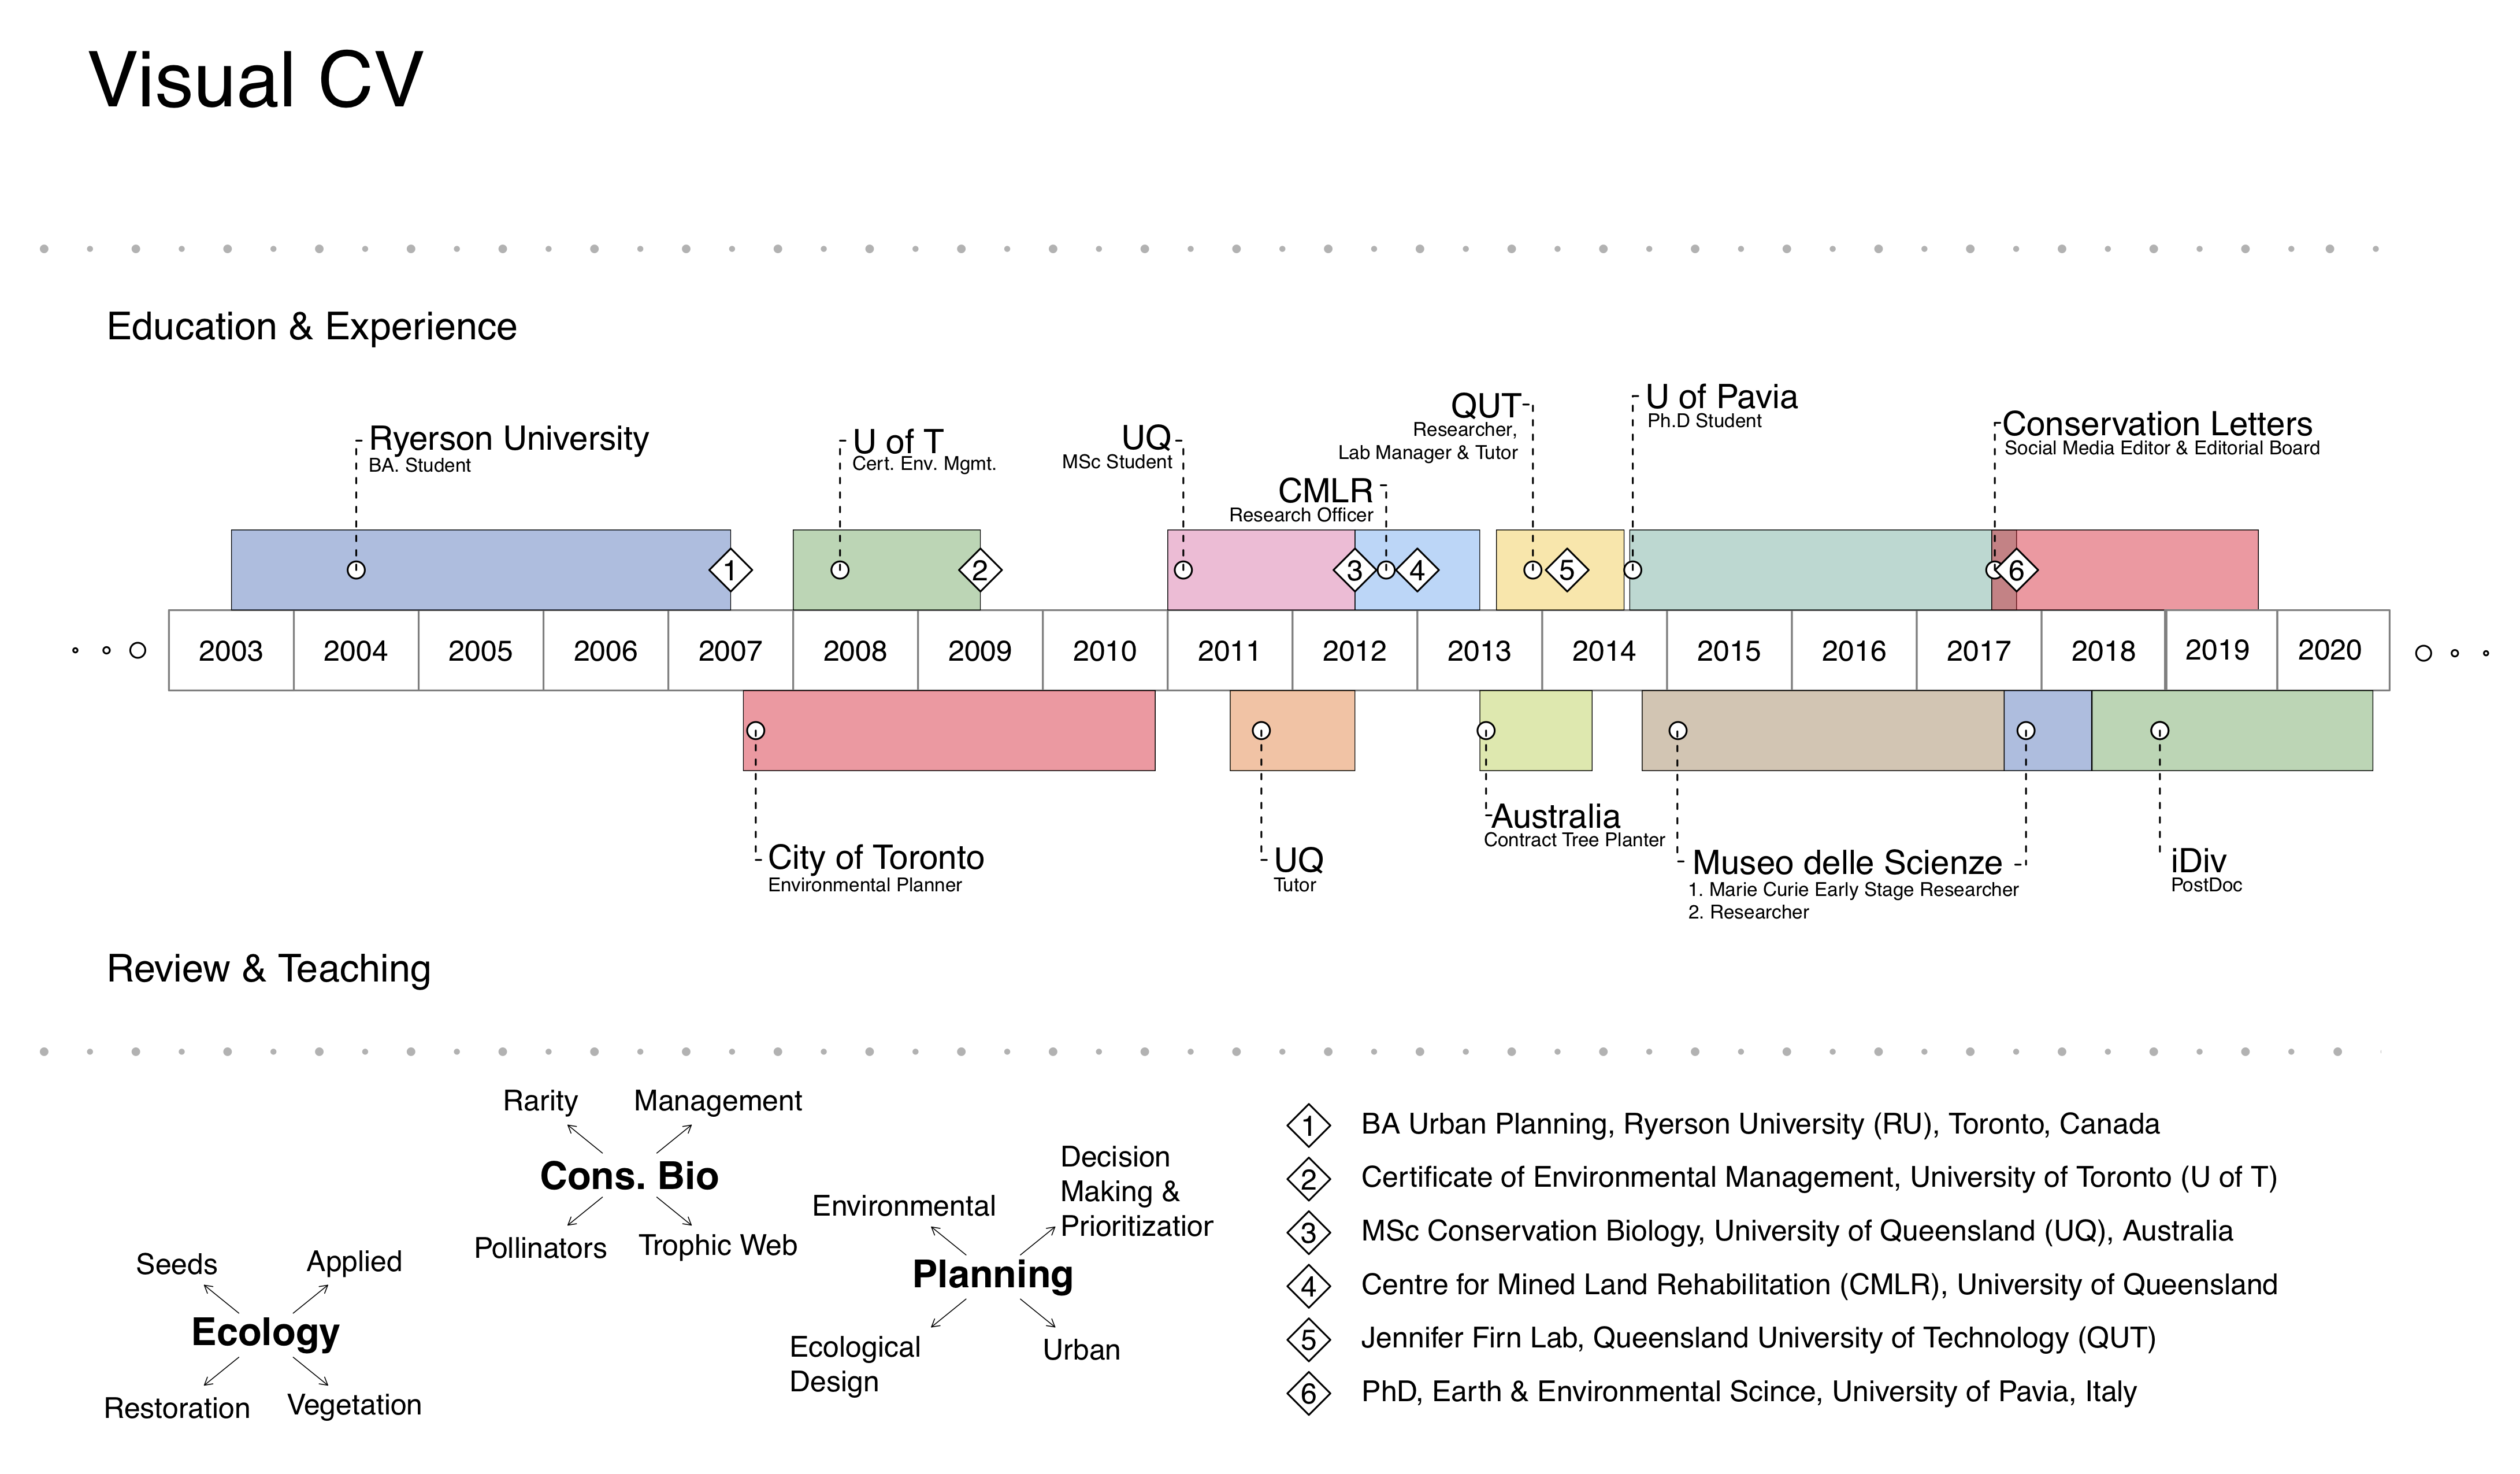 Visual CV
Education & Experience
Ryerson University
BA. Student
U of T
Cert. Env. Mgmt.
UQ
MSc Student
CMLR
Research Officer
QUT
Researcher,
Lab Manager & Tutor
U of Pavia
Ph.D Student
Conservation Letters
Social Media Editor & Editorial Board
1
2
3
4
5
6
2003 2004 2005 2006 2007 2008 2009 2010 2011 2012 2013 2014 2015 2016 2017 2018 2019 2020
City of Toronto
Environmental Planner
UQ
Tutor
Australia
Contract Tree Planter
Museo delle Scienze
1. Marie Curie Early Stage Researcher
2. Researcher
iDiv
PostDoc
Review & Teaching
Seeds
Applied
Ecology
Restoration
Vegetation
Rarity
Management
Cons. Bio
Pollinators
Trophic Web
Environmental
Decision
Making &
Prioritizatior
Planning
Ecological
Design
Urban
1 BA Urban Planning, Ryerson University (RU), Toronto, Canada
2 Certificate of Environmental Management, University of Toronto (U of T)
3 MSc Conservation Biology, University of Queensland (UQ), Australia
4 Centre for Mined Land Rehabilitation (CMLR), University of Queensland
5 Jennifer Firn Lab, Queensland University of Technology (QUT)
6 PhD, Earth & Environmental Scince, University of Pavia, Italy